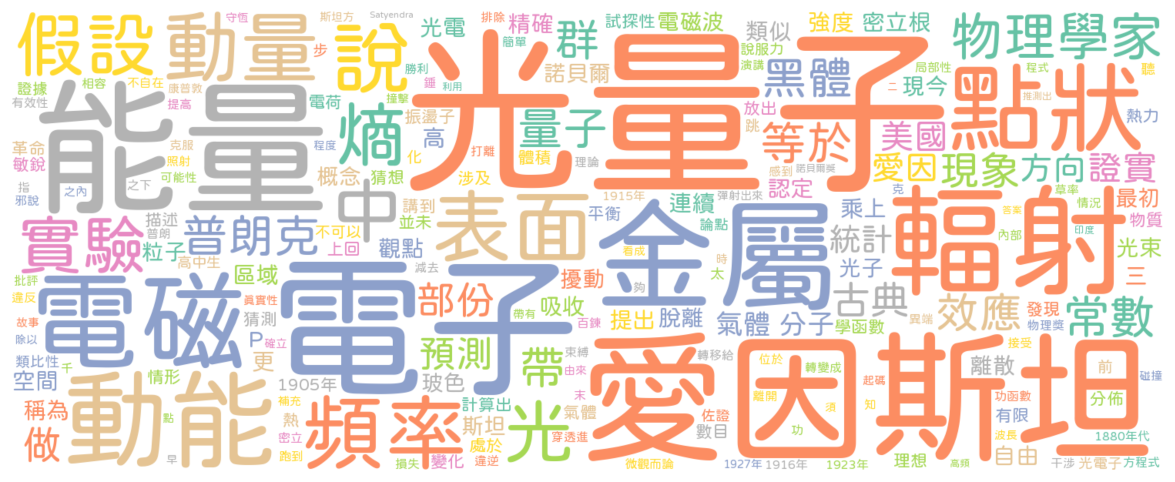 守恆 斯坦方 Satyendra 光電 排除 精確 群 試探性 電磁波 類似 強度 密立根 物理學家
假設 動量 步 說 勝利 簡單 諾貝爾 黑體 說服力 演講 局部性 程式 聽
證據 相容 不自在 康普敦 錘 利用 光量子 二 現今 點狀
有效性 能量 提高 電荷 撞擊 振盪子 量子 放出 推測出 熱力
革命 熵 高 跳 等於 美國
敏銳 克服 程度 化 打離 體積 理論 感到 諾貝爾獎 愛因 現象 方向 證實
指 之內 之下 照射 可能性 概念 猜想 涉及 認定 克 草率
邪說 中 講到 1915年 彈射出來 情況 最初
實驗 描述 普朗 並未 表面 平衡 連續 乘上 答案 輻射 物質
粒子 普朗克 不可以 觀點 金屬 論點 統計 內部 印度 光束
高中生 上回 看成 時 光子 三
批評 區域 減去 擾動 太 古典
違反 電磁 真實性 電子 部份 帶有 吸收 夠 脫離 異端 效應 發現 常數
故事 猜測 提出 氣體 分子 學函數 物理獎
除以 P 確立 預測 百鍊 轉移給 位於 接受
類比性 千 更 玻色 帶 束縛 轉變成 離散 前 碰撞
空間 情形 1905年 由來 愛因斯坦 離開 起碼 功函數 分佈
稱為 動能 補充 頻率 計算出 末 氣體 佐證 須 知 有限
做 點 熱 斯坦 光 數目 功 波長 1880年代
密立 處於 穿透進 自由
早 跑到 損失 變化 違逆 微觀而論 1927年 1916年 1923年 理想 高頻 干涉 光電子 方程式